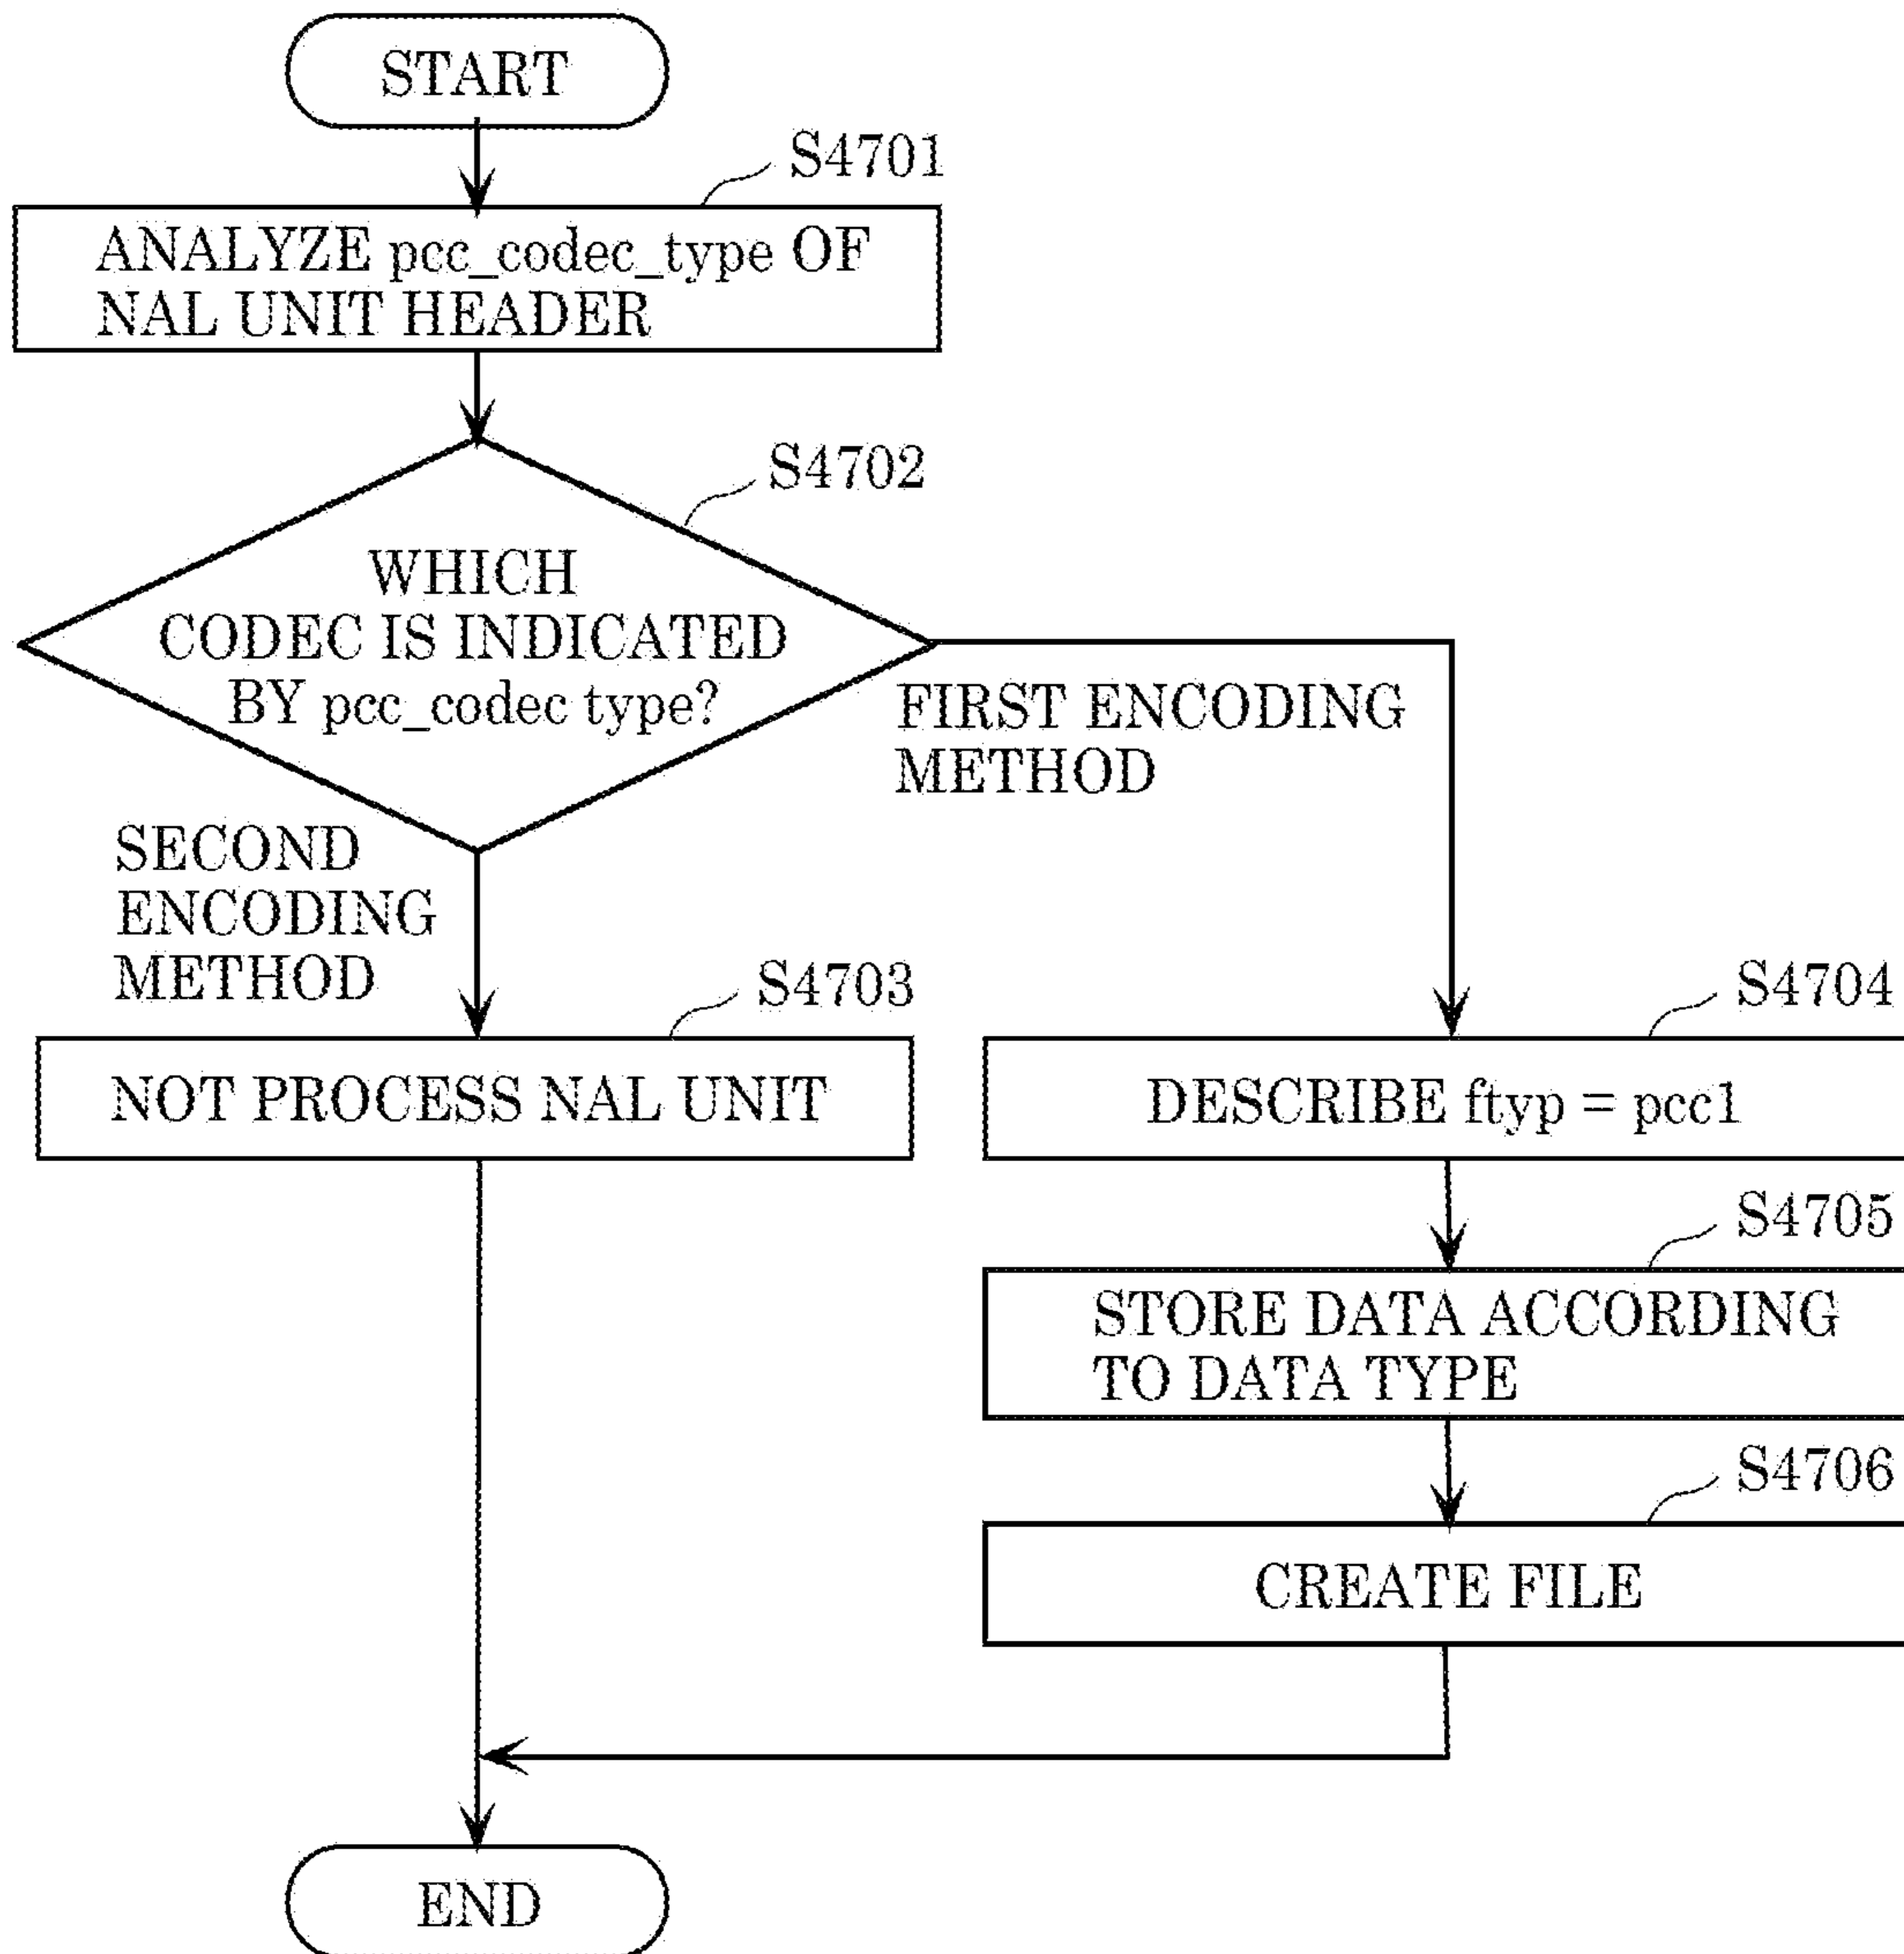 START
S4701
ANALYZE pcc_codec_type OF
NAL UNIT HEADER
S4702
WHICH
CODEC IS INDICATED
BY pcc_codec type?
FIRST ENCODING
METHOD
SECOND
ENCODING
METHOD
S4703
NOT PROCESS NAL UNIT
S4704
DESCRIBE ftyp = pcc1
S4705
STORE DATA ACCORDING
TO DATA TYPE
S4706
CREATE FILE
END